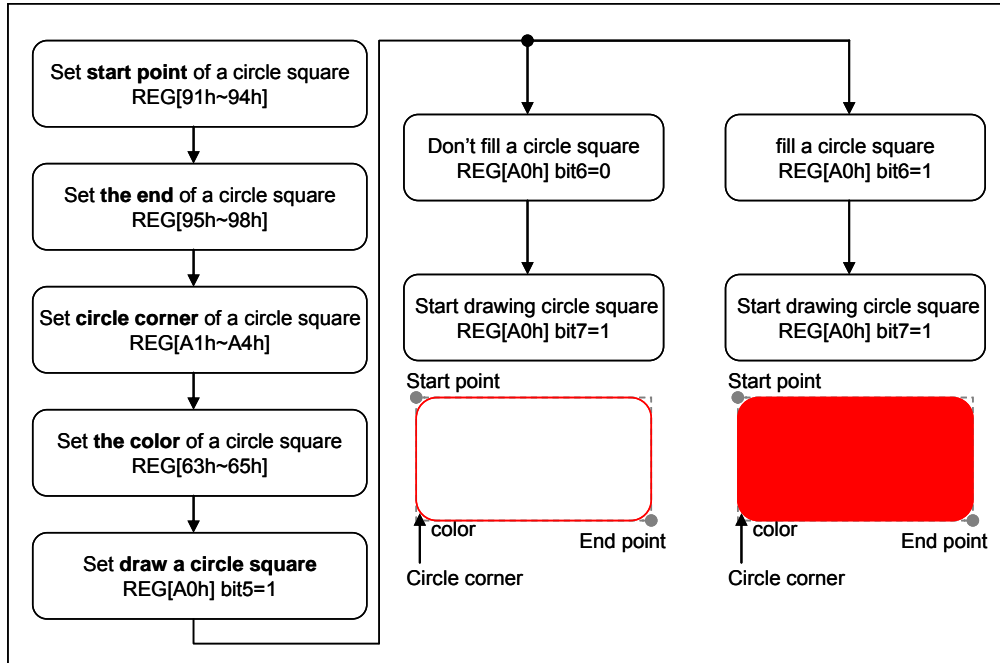 Set start point of a circle square
REG[91h~94h]
Set the end of a circle square
REG[95h~98h]
Set circle corner of a circle square
REG[A1h~A4h]
Set the color of a circle square
REG[63h~65h]
Set draw a circle square
REG[A0h] bit5=1
Don't fill a circle square
REG[A0h] bit6=0
Start drawing circle square
REG[A0h] bit7=1
Start point
color
End point
Circle corner
fill a circle square
REG[A0h] bit6=1
Start drawing circle square
REG[A0h] bit7=1
Start point
color
End point
Circle corner